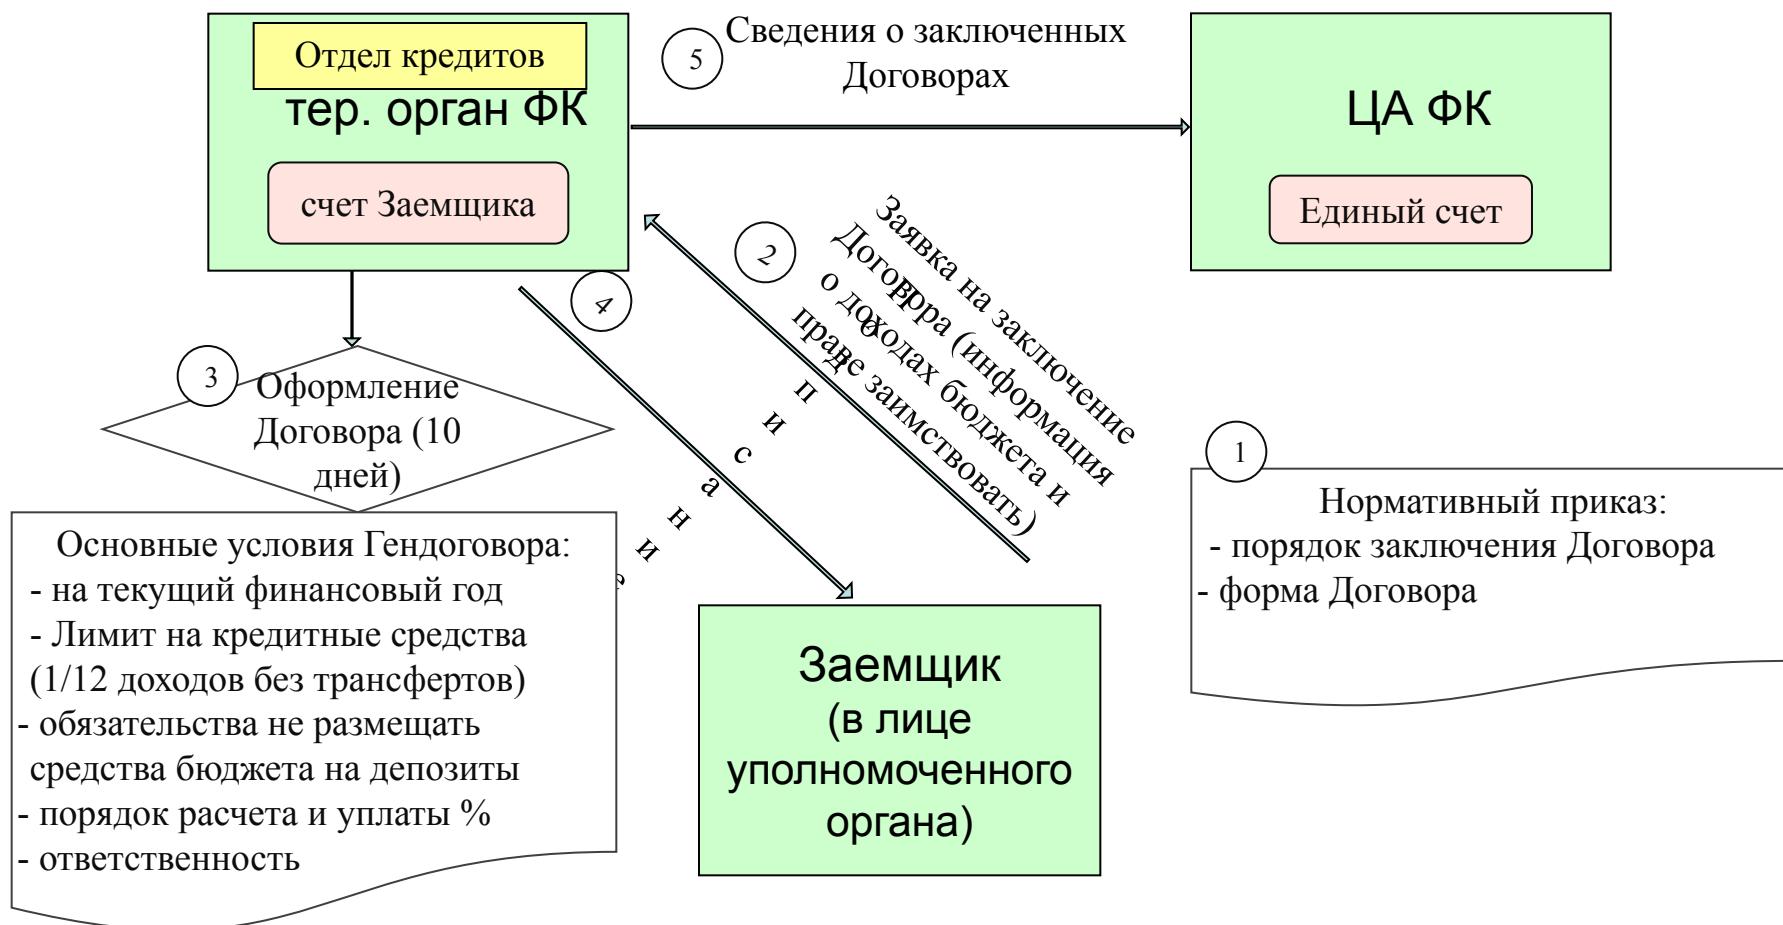 Отдел кредитов
тер. орган ФК
счет Заемщика
5
Сведения о заключенных
Договорах
ЦА ФК
Единый счет
2
Заявка на заключение
Договора (информация
о доходах бюджета и
праве заимствовать)
4
Подписание
3
Оформление
Договора (10
дней)
Основные условия Гендоговора:
- на текущий финансовый год
- Лимит на кредитные средства
(1/12 доходов без трансфертов)
- обязательства не размещать
средства бюджета на депозиты
- порядок расчета и уплаты %
- ответственность
Заемщик
(в лице
уполномоченного
органа)
1
Нормативный приказ:
- порядок заключения Договора
- форма Договора